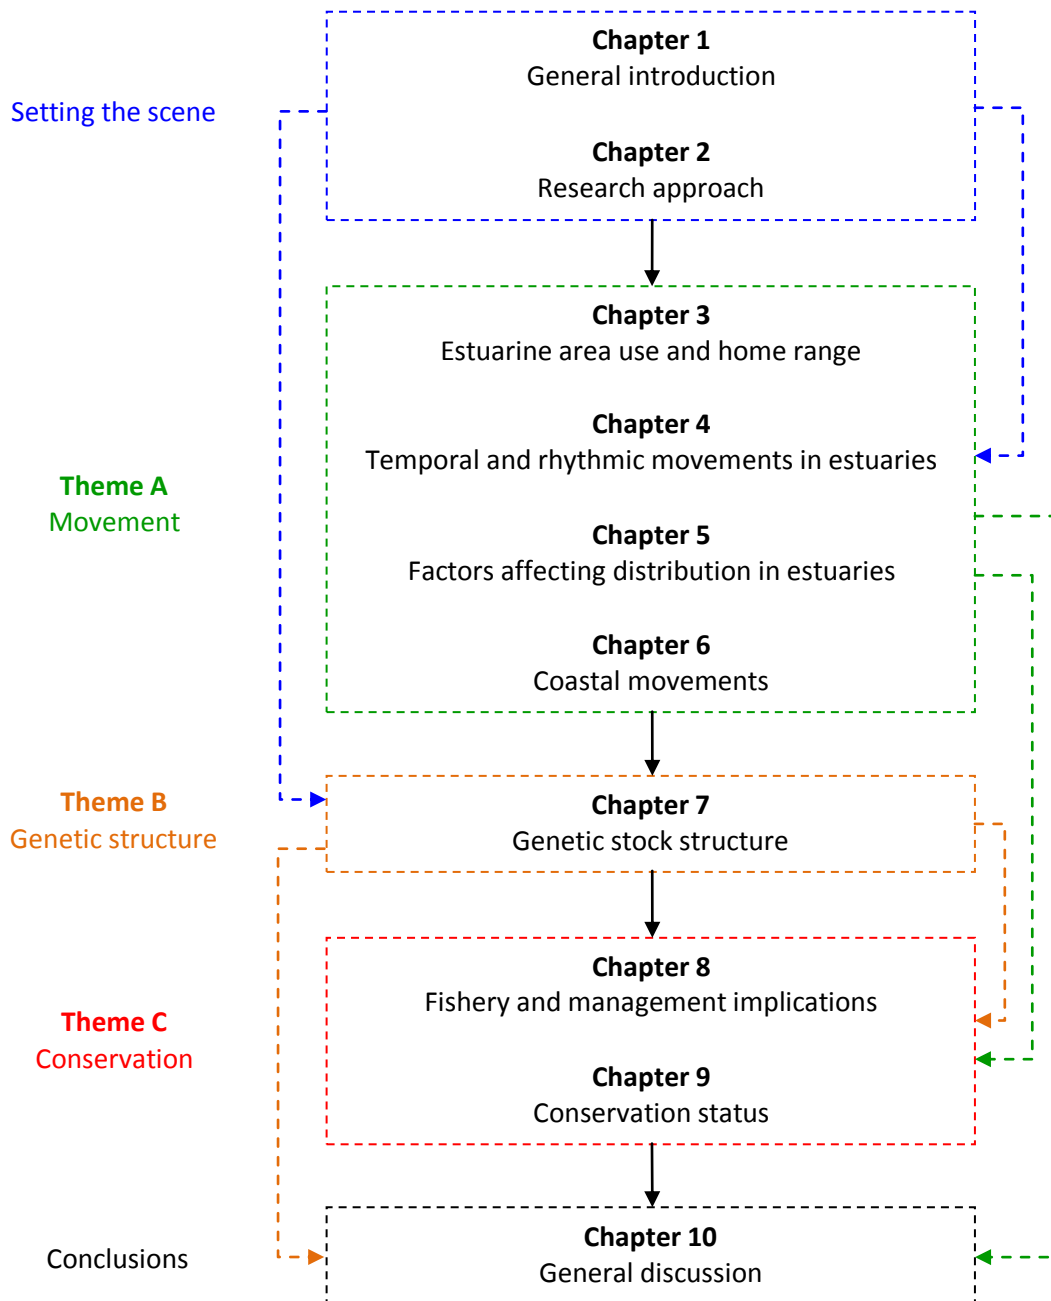 Chapter 1
General introduction
Setting the scene
Chapter 2
Research approach
Chapter 3
Estuarine area use and home range
Chapter 4
Temporal and rhythmic movements in estuaries
Theme A
Movement
Chapter 5
Factors affecting distribution in estuaries
Chapter 6
Coastal movements
Theme B
Genetic structure
Chapter 7
Genetic stock structure
Chapter 8
Fishery and management implications
Theme C
Conservation
Chapter 9
Conservation status
Conclusions
Chapter 10
General discussion